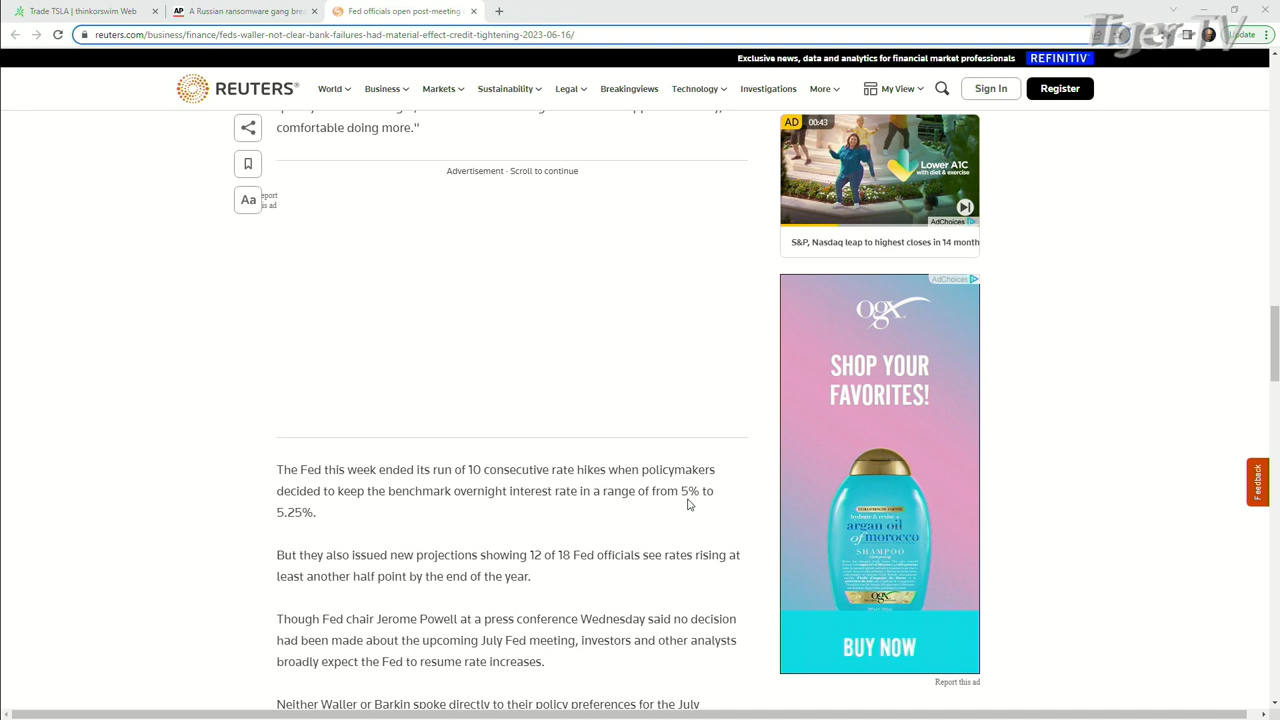 Trade TSLA | thinkorswim Web
A Russian ransomware gang brea
Fed officials open post-meeting
reuters.com/business/finance/feds-waller-not-clear-bank-failures-had-material-effect-credit-tightening-2023-06-16/
Update
Tiger TV
Exclusive news, data and analytics for financial market professionals REFINITIV
REUTERS® World Business Markets Sustainability Legal Breakingviews Technology Investigations More My View Sign In Register
comfortable doing more."
Advertisement · Scroll to continue
Aa
eport
s ad
AD 00:43
Lower A1C
with diet & exercise
AdChoices
S&P, Nasdaq leap to highest closes in 14 month
AdChoices
ogx
SHOP YOUR
FAVORITES!
argan oil
of morocco
SHAMPOO
ogx
BUY NOW
Report this ad
Feedback
The Fed this week ended its run of 10 consecutive rate hikes when policymakers
decided to keep the benchmark overnight interest rate in a range of from 5% to
5.25%.
But they also issued new projections showing 12 of 18 Fed officials see rates rising at
least another half point by the end of the year.
Though Fed chair Jerome Powell at a press conference Wednesday said no decision
had been made about the upcoming July Fed meeting, investors and other analysts
broadly expect the Fed to resume rate increases.
Neither Waller or Barkin spoke directly to their policy preferences for the July